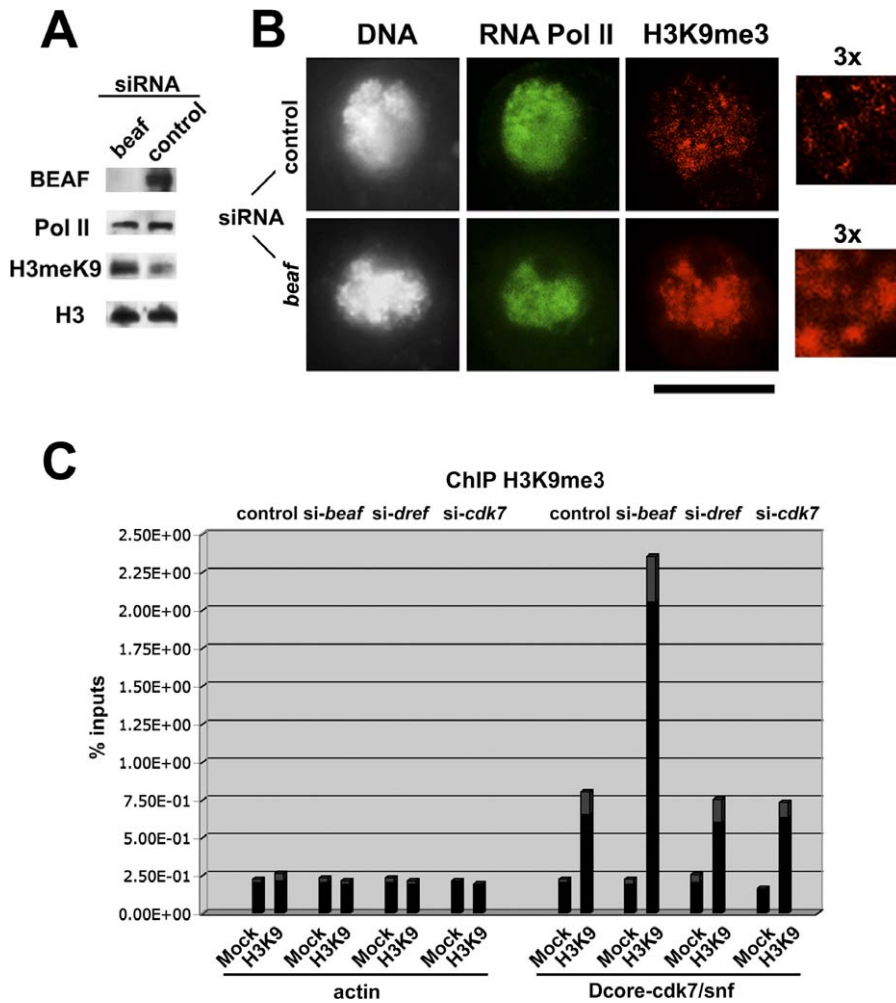 A
siRNA
beaf control
BEAF
Pol II
H3meK9
H3
B
DNA RNA Pol II H3K9me3
3x
control
siRNA
beaf
3x
C
ChIP H3K9me3
control si-beaf si-dref si-cdk7 control si-beaf si-dref si-cdk7
2.50E+00
2.25E+00
2.00E+00
1.75E+00
1.50E+00
1.25E+00
1.00E+00
7.50E-01
5.00E-01
2.50E-01
0.00E+00
% inputs
Mock H3K9 Mock H3K9 Mock H3K9 Mock H3K9 Mock H3K9 Mock H3K9 Mock H3K9 Mock H3K9
actin Dcore-cdk7/snf